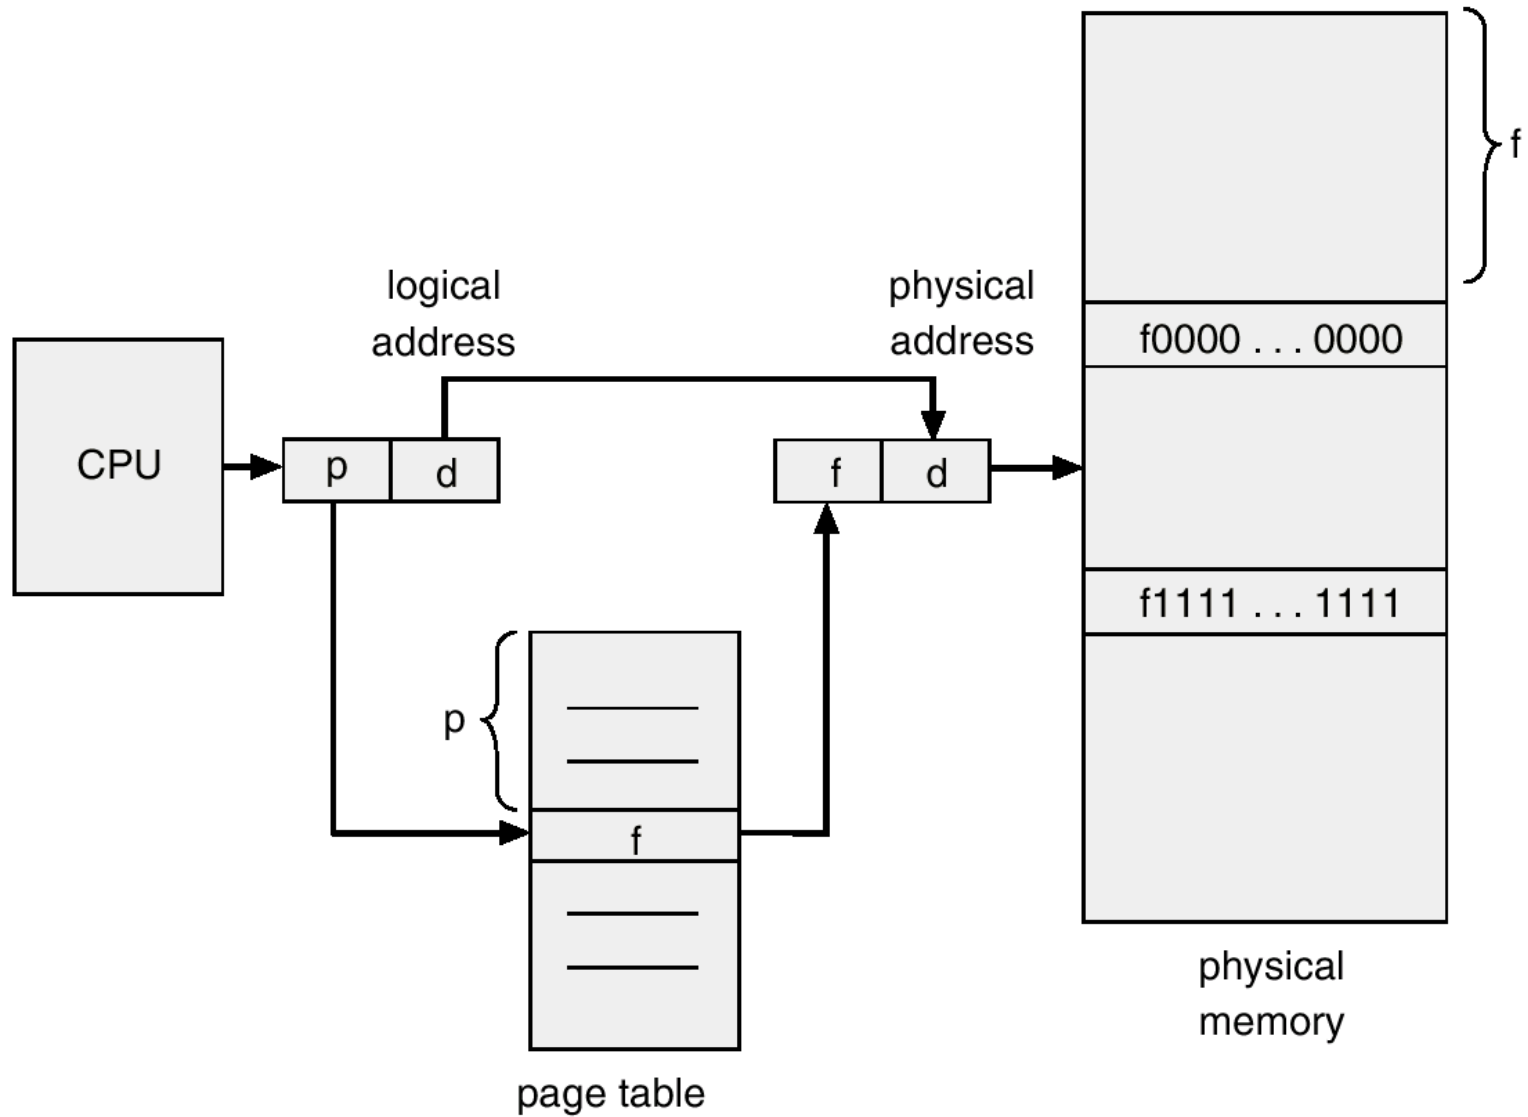 f
logical
address
physical
address
f0000 . . . 0000
CPU
p
d
f
d
f1111 . . . 1111
p
f
physical
memory
page table